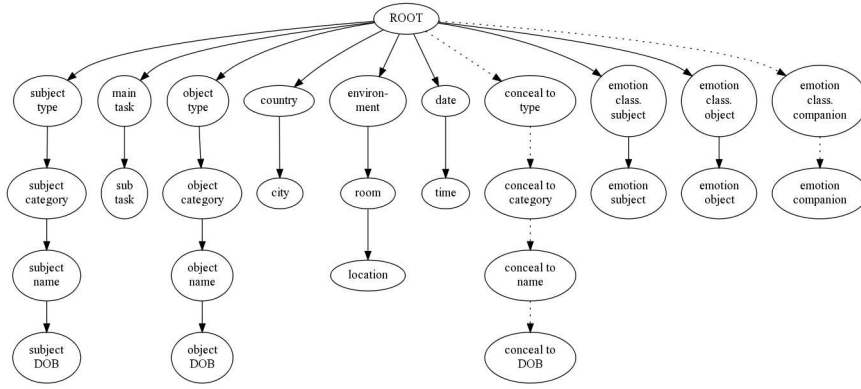 ROOT
subject
type
main
task
object
type
country
environ-
ment
date
conceal to
type
emotion
class.
subject
emotion
class.
object
emotion
class.
companion
subject
category
sub
task
object
category
city
room
time
conceal to
category
emotion
subject
emotion
object
emotion
companion
subject
name
object
name
location
conceal to
name
subject
DOB
object
DOB
conceal to
DOB